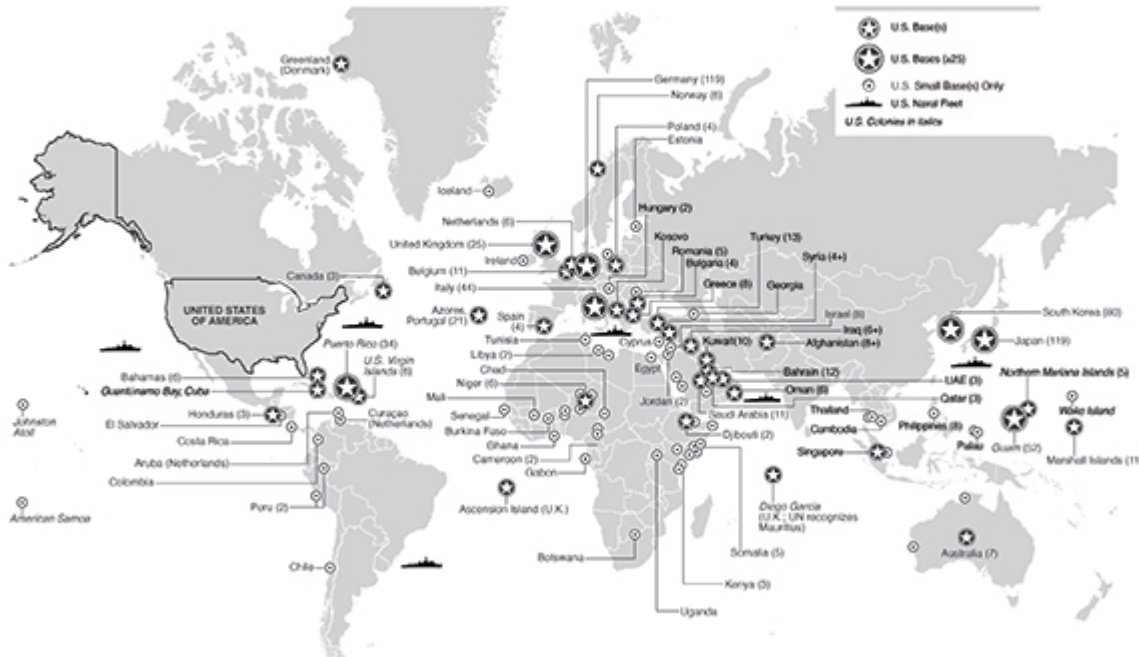 U.S. Base(s)
U.S. Bases (≥25)
U.S. Small Base(s) Only
U.S. Naval Fleet
U.S. Colonies in italics
Greenland
(Denmark)
Germany (119)
Norway (6)
Poland (4)
Estonia
Iceland
Hungary (2)
Netherlands (6)
Kosovo
Turkey (13)
United Kingdom (25)
Romania (5)
Syria (4+)
Ireland
Bulgaria (4)
Belgium (11)
Canada (3)
Italy (44)
Greece (8)
Georgia
UNITED STATES
OF AMERICA
Azores,
Portugal (21)
Spain
(4)
Israel (8)
South Korea (80)
Iraq (6+)
Puerto Rico (34)
Tunisia
Cyprus
Kuwait(10)
Afghanistan (8+)
Japan (119)
U.S. Virgin
Islands (6)
Libya (2)
Egypt
Bahamas (6)
Chad
Bahrain (12)
Northern Mariana Islands (5)
Guantánamo Bay, Cuba
Niger (6)
Oman (6)
UAE (3)
Mali
Jordan (2)
Qatar (3)
Johnston
Atoll
Honduras (3)
Curaçao
(Netherlands)
Senegal
Saudi Arabia (11)
Thailand
Wake Island
El Salvador
Burkina Faso
Djibouti (2)
Cambodia
Philippines (8)
Costa Rica
Ghana
Palau
Guam (52)
Aruba (Netherlands)
Cameroon (2)
Singapore
Marshall Islands (11
Colombia
Gabon
Peru (2)
Ascension Island (U.K.)
Diego Garcia
(U.K.; UN recognizes
Mauritius)
American Samoa
Botswana
Somalia (5)
Australia (7)
Chile
Kenya (3)
Uganda